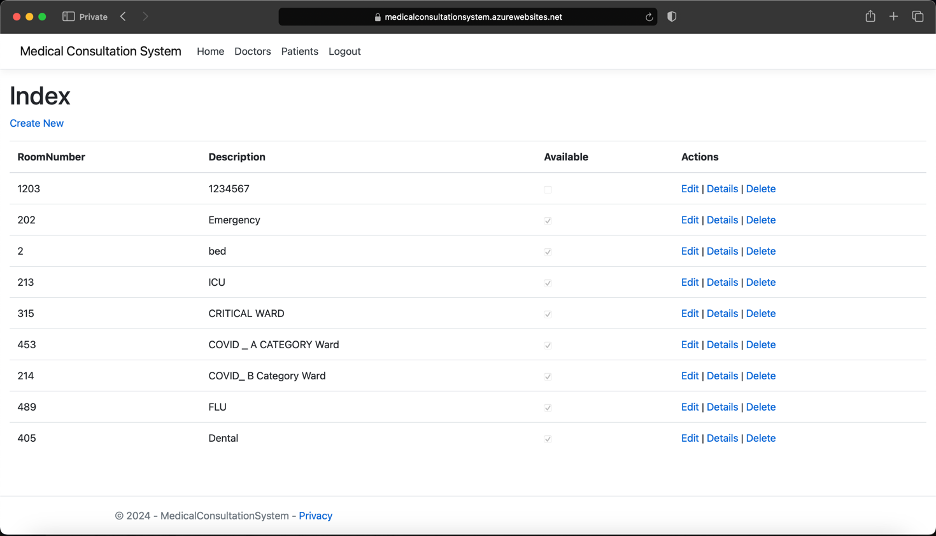 Private
medicalconsultationsystem.azurewebsites.net
Medical Consultation System Home Doctors Patients Logout
Index
Create New
RoomNumber Description Available Actions
1203 1234567 Edit | Details | Delete
202 Emergency Edit | Details | Delete
2 bed Edit | Details | Delete
213 ICU Edit | Details | Delete
315 CRITICAL WARD Edit | Details | Delete
453 COVID _ A CATEGORY Ward Edit | Details | Delete
214 COVID_ B Category Ward Edit | Details | Delete
489 FLU Edit | Details | Delete
405 Dental Edit | Details | Delete
© 2024 - MedicalConsultationSystem - Privacy